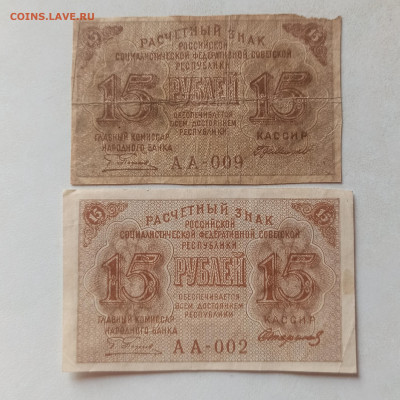 COINS.LAVE.RU
РАСЧЕТНЫЙ ЗНАК
РОССИЙСКОЙ
СОЦИАЛИСТИЧЕСКОЙ ФЕДЕРАТИВНОЙ СОВЕТСКОЙ
РЕСПУБЛИКИ
15 РУБЛЕЙ 15
ОБЕСПЕЧИВАЕТСЯ
ВСЕМ ДОСТОЯНИЕМ
РЕСПУБЛИКИ
ГЛАВНЫЙ КОМИССАР
НАРОДНОГО БАНКА
КАССИР
АА-009
15 15
РАСЧЕТНЫЙ ЗНАК
РОССИЙСКОЙ
СОЦИАЛИСТИЧЕСКОЙ ФЕДЕРАТИВНОЙ СОВЕТСКОЙ
РЕСПУБЛИКИ
15 РУБЛЕЙ 15
ОБЕСПЕЧИВАЕТСЯ
ВСЕМ ДОСТОЯНИЕМ
РЕСПУБЛИКИ
ГЛАВНЫЙ КОМИССАР
НАРОДНОГО БАНКА
КАССИР
АА-002